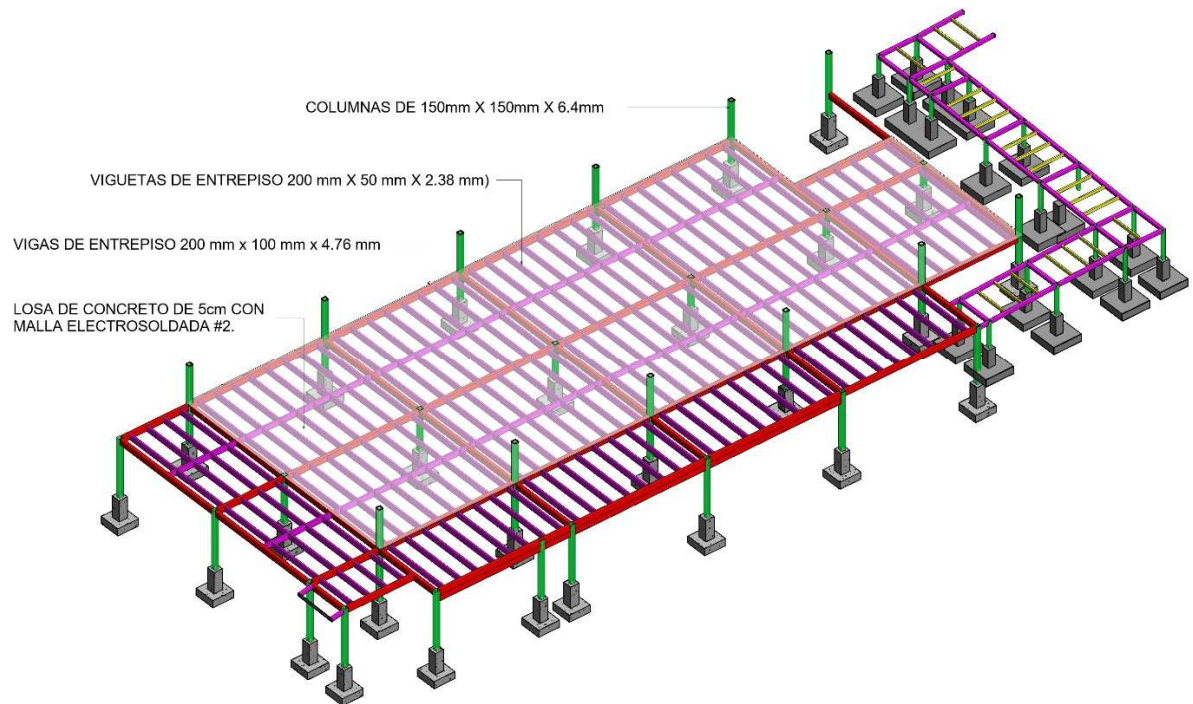 COLUMNAS DE 150mm X 150mm X 6.4mm
VIGUETAS DE ENTREPISO 200 mm X 50 mm X 2.38 mm)
VIGAS DE ENTREPISO 200 mm x 100 mm x 4.76 mm
LOSA DE CONCRETO DE 5cm CON
MALLA ELECTROSOLDADA #2.